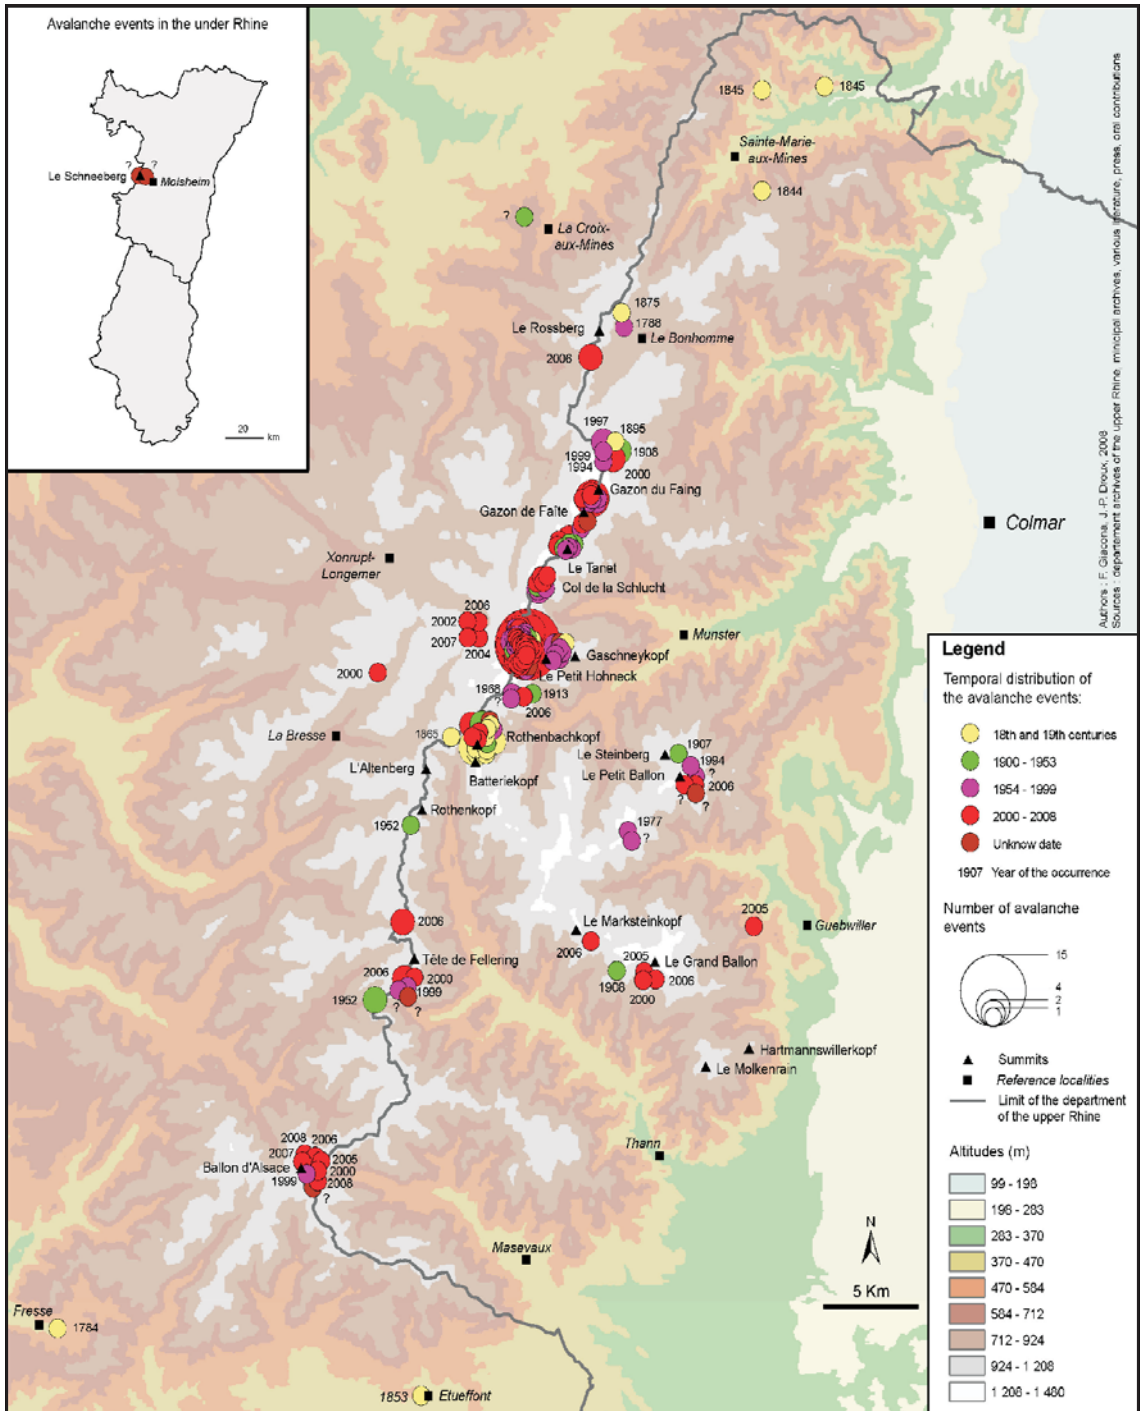 Avalanche events in the under Rhine
? ?
Le Schneeberg
Molsheim
20
km
1845
1845
Sainte-Marie-
aux-Mines
1844
?
La Croix-
aux-Mines
1875
1788
Le Rossberg
Le Bonhomme
2006
1997
1895
1999
1908
1994
2000
Gazon du Faing
Gazon de Faîte
Colmar
Xonrupt-
Longemer
Le Tanet
Col de la Schlucht
2006
2002
2007
2004
Munster
Gaschneykopf
2000
Le Petit Hohneck
1968
?
1913
2006
La Bresse
1865
Rothenbachkopf
Le Steinberg
1907
1994
L'Altenberg
Batteriekopf
Le Petit Ballon
?
2006
?
?
Rothenkopf
1952
1977
?
2006
Le Marksteinkopf
2005
Guebwiller
2006
Tête de Fellering
2005
Le Grand Ballon
2006
2000
1908
2006
1999
2000
1952
?
?
Hartmannswillerkopf
Le Molkenrain
Thann
2008
2006
2007
2005
Ballon d'Alsace
2000
1999
2008
?
Masevaux
N
5 Km
Fresse
1784
1853
Etueffont
Authors : F. Giacona, J.-P. Droux, 2008
Sources : departement archives of the upper Rhine, minicipal archives, various literature, press, oral contributions
Legend
Temporal distribution of
the avalanche events:
18th and 19th centuries
1900 - 1953
1954 - 1999
2000 - 2008
Unknow date
1907 Year of the occurrence
Number of avalanche
events
15
4
2
1
Summits
Reference localities
Limit of the department
of the upper Rhine
Altitudes (m)
99 - 198
198 - 283
283 - 370
370 - 470
470 - 584
584 - 712
712 - 924
924 - 1 208
1 208 - 1 480